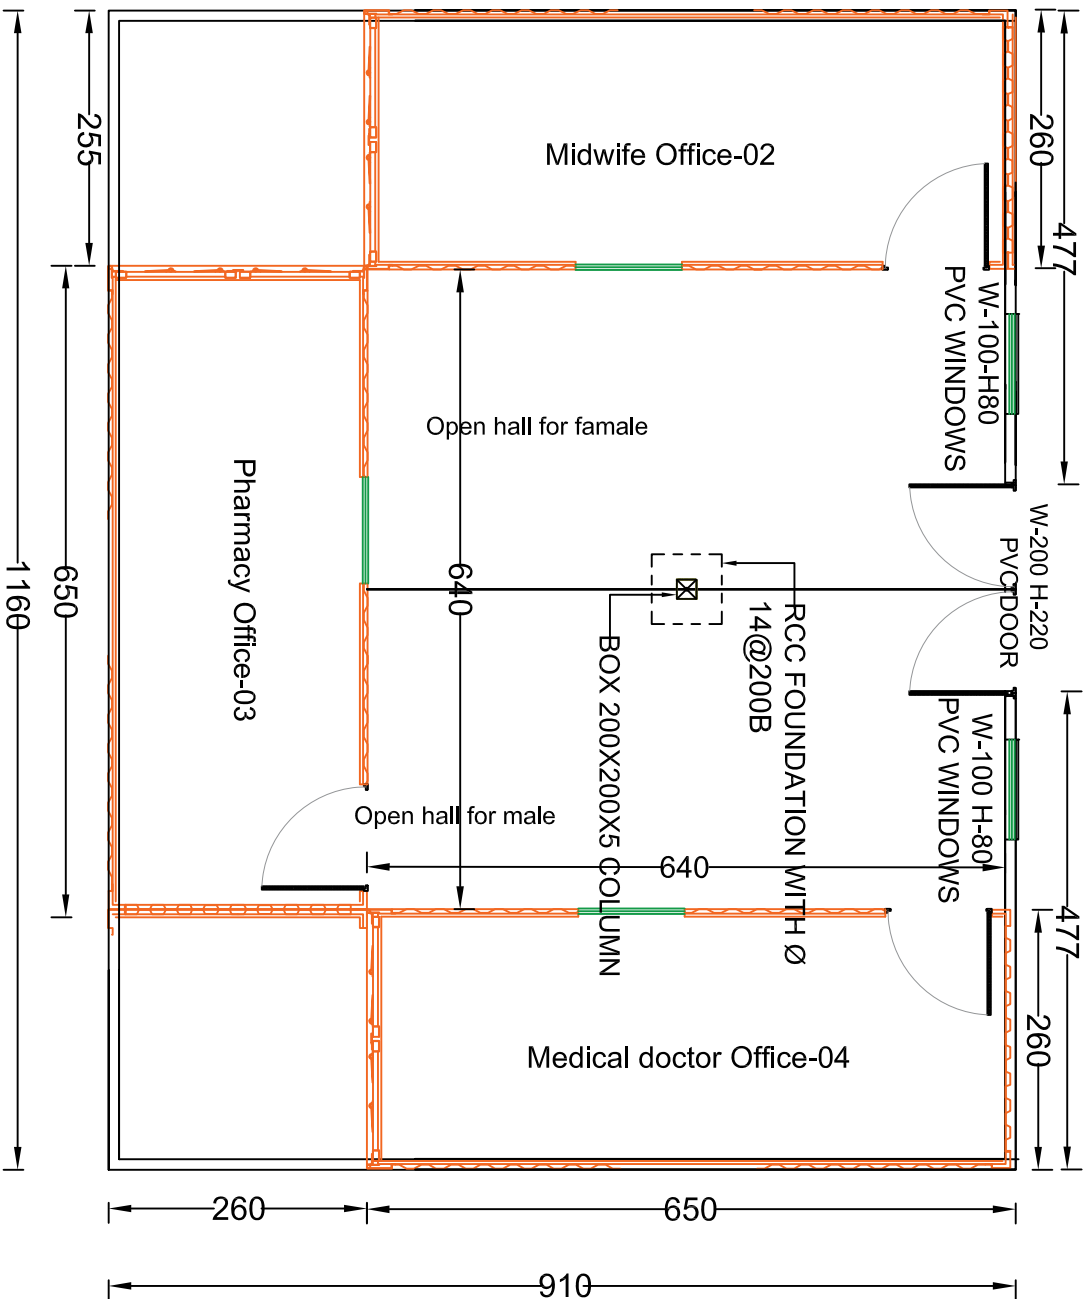 260
477
255
Midwife Office-02
W-100-H80
PVC WINDOWS
Open hall for famale
Pharmacy Office-03
W-200 H-220
PVC DOOR
640
650
1160
RCC FOUNDATION WITH Ø
14@200B
BOX 200X200X5 COLUMN
W-100 H-80
PVC WINDOWS
Open hall for male
640
477
260
Medical doctor Office-04
260
650
910